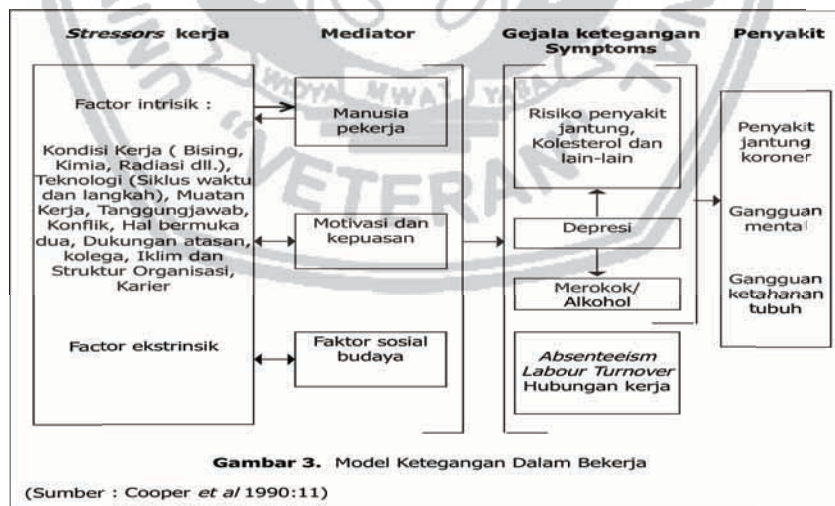 Stressors kerja
Mediator
Gejala ketegangan
Symptoms
Penyakit
Factor intrisik :
Kondisi Kerja ( Bising,
Kimia, Radiasi dll.),
Teknologi (Siklus waktu
dan langkah), Muatan
Kerja, Tanggungjawab,
Konflik, Hal bermuka
dua, Dukungan atasan,
kolega, Iklim dan
Struktur Organisasi,
Karier
Factor ekstrinsik
Manusia
pekerja
Motivasi dan
kepuasan
Faktor sosial
budaya
Risiko penyakit
jantung,
Kolesterol dan
lain-lain
Depresi
Merokok/
Alkohol
Absenteeism
Labour Turnover
Hubungan kerja
Penyakit
jantung
koroner
Gangguan
mental
Gangguan
ketahanan
tubuh
WIDYA MWAT YASA
"VETERAN"
Gambar 3. Model Ketegangan Dalam Bekerja
(Sumber : Cooper et al 1990:11)